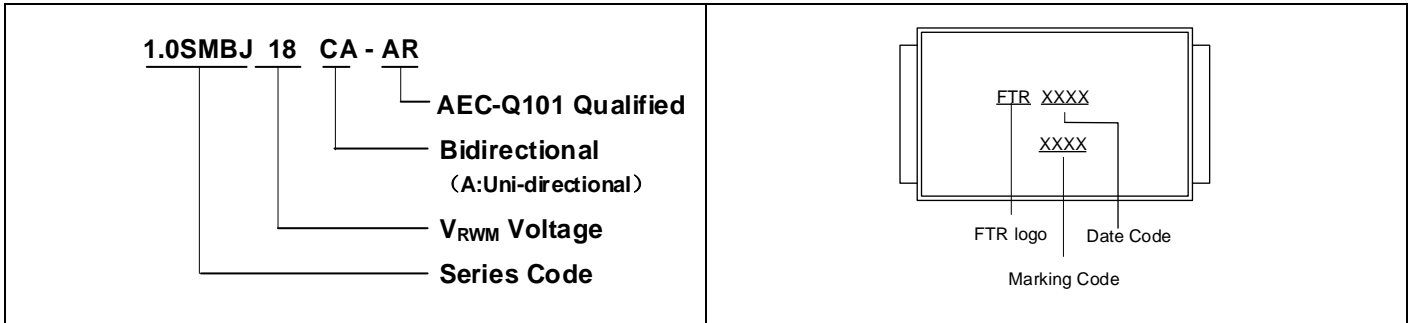 1.0SMBJ 18 CA - AR
AEC-Q101 Qualified
Bidirectional
（A:Uni-directional）
VRWM Voltage
Series Code
FTR XXXX
XXXX
FTR logo Date Code
Marking Code